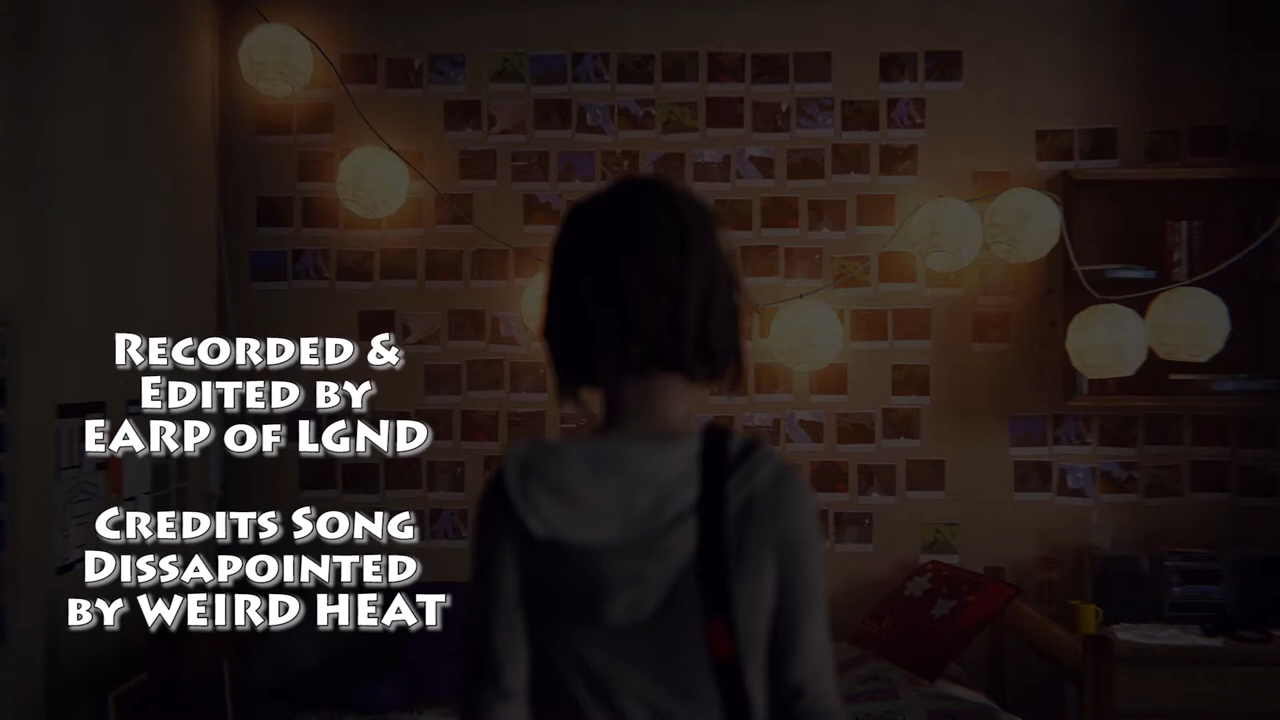 Recorded &
Edited by
EARP of LGND
Credits Song
Dissapointed
by WEIRD HEAT